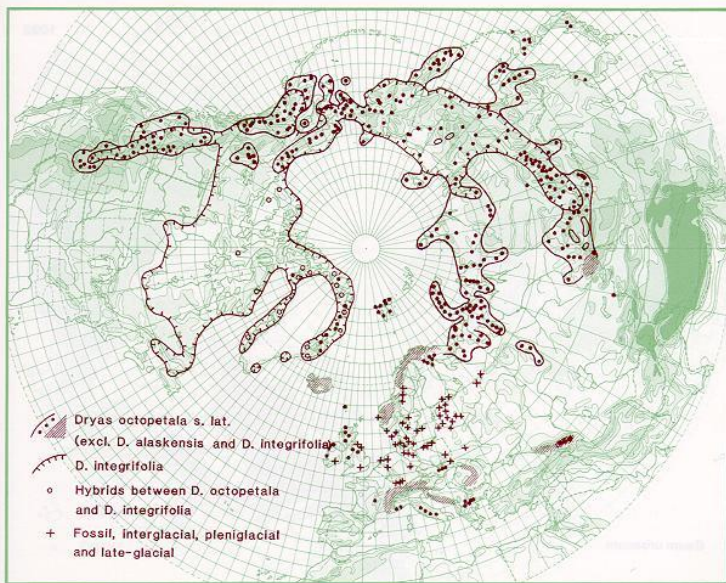 Dryas octopetala s. lat.
(excl. D. alaskensis and D. integrifolia)
D. integrifolia
Hybrids between D. octopetala
and D. integrifolia
Fossil, interglacial, pleniglacial
and late-glacial